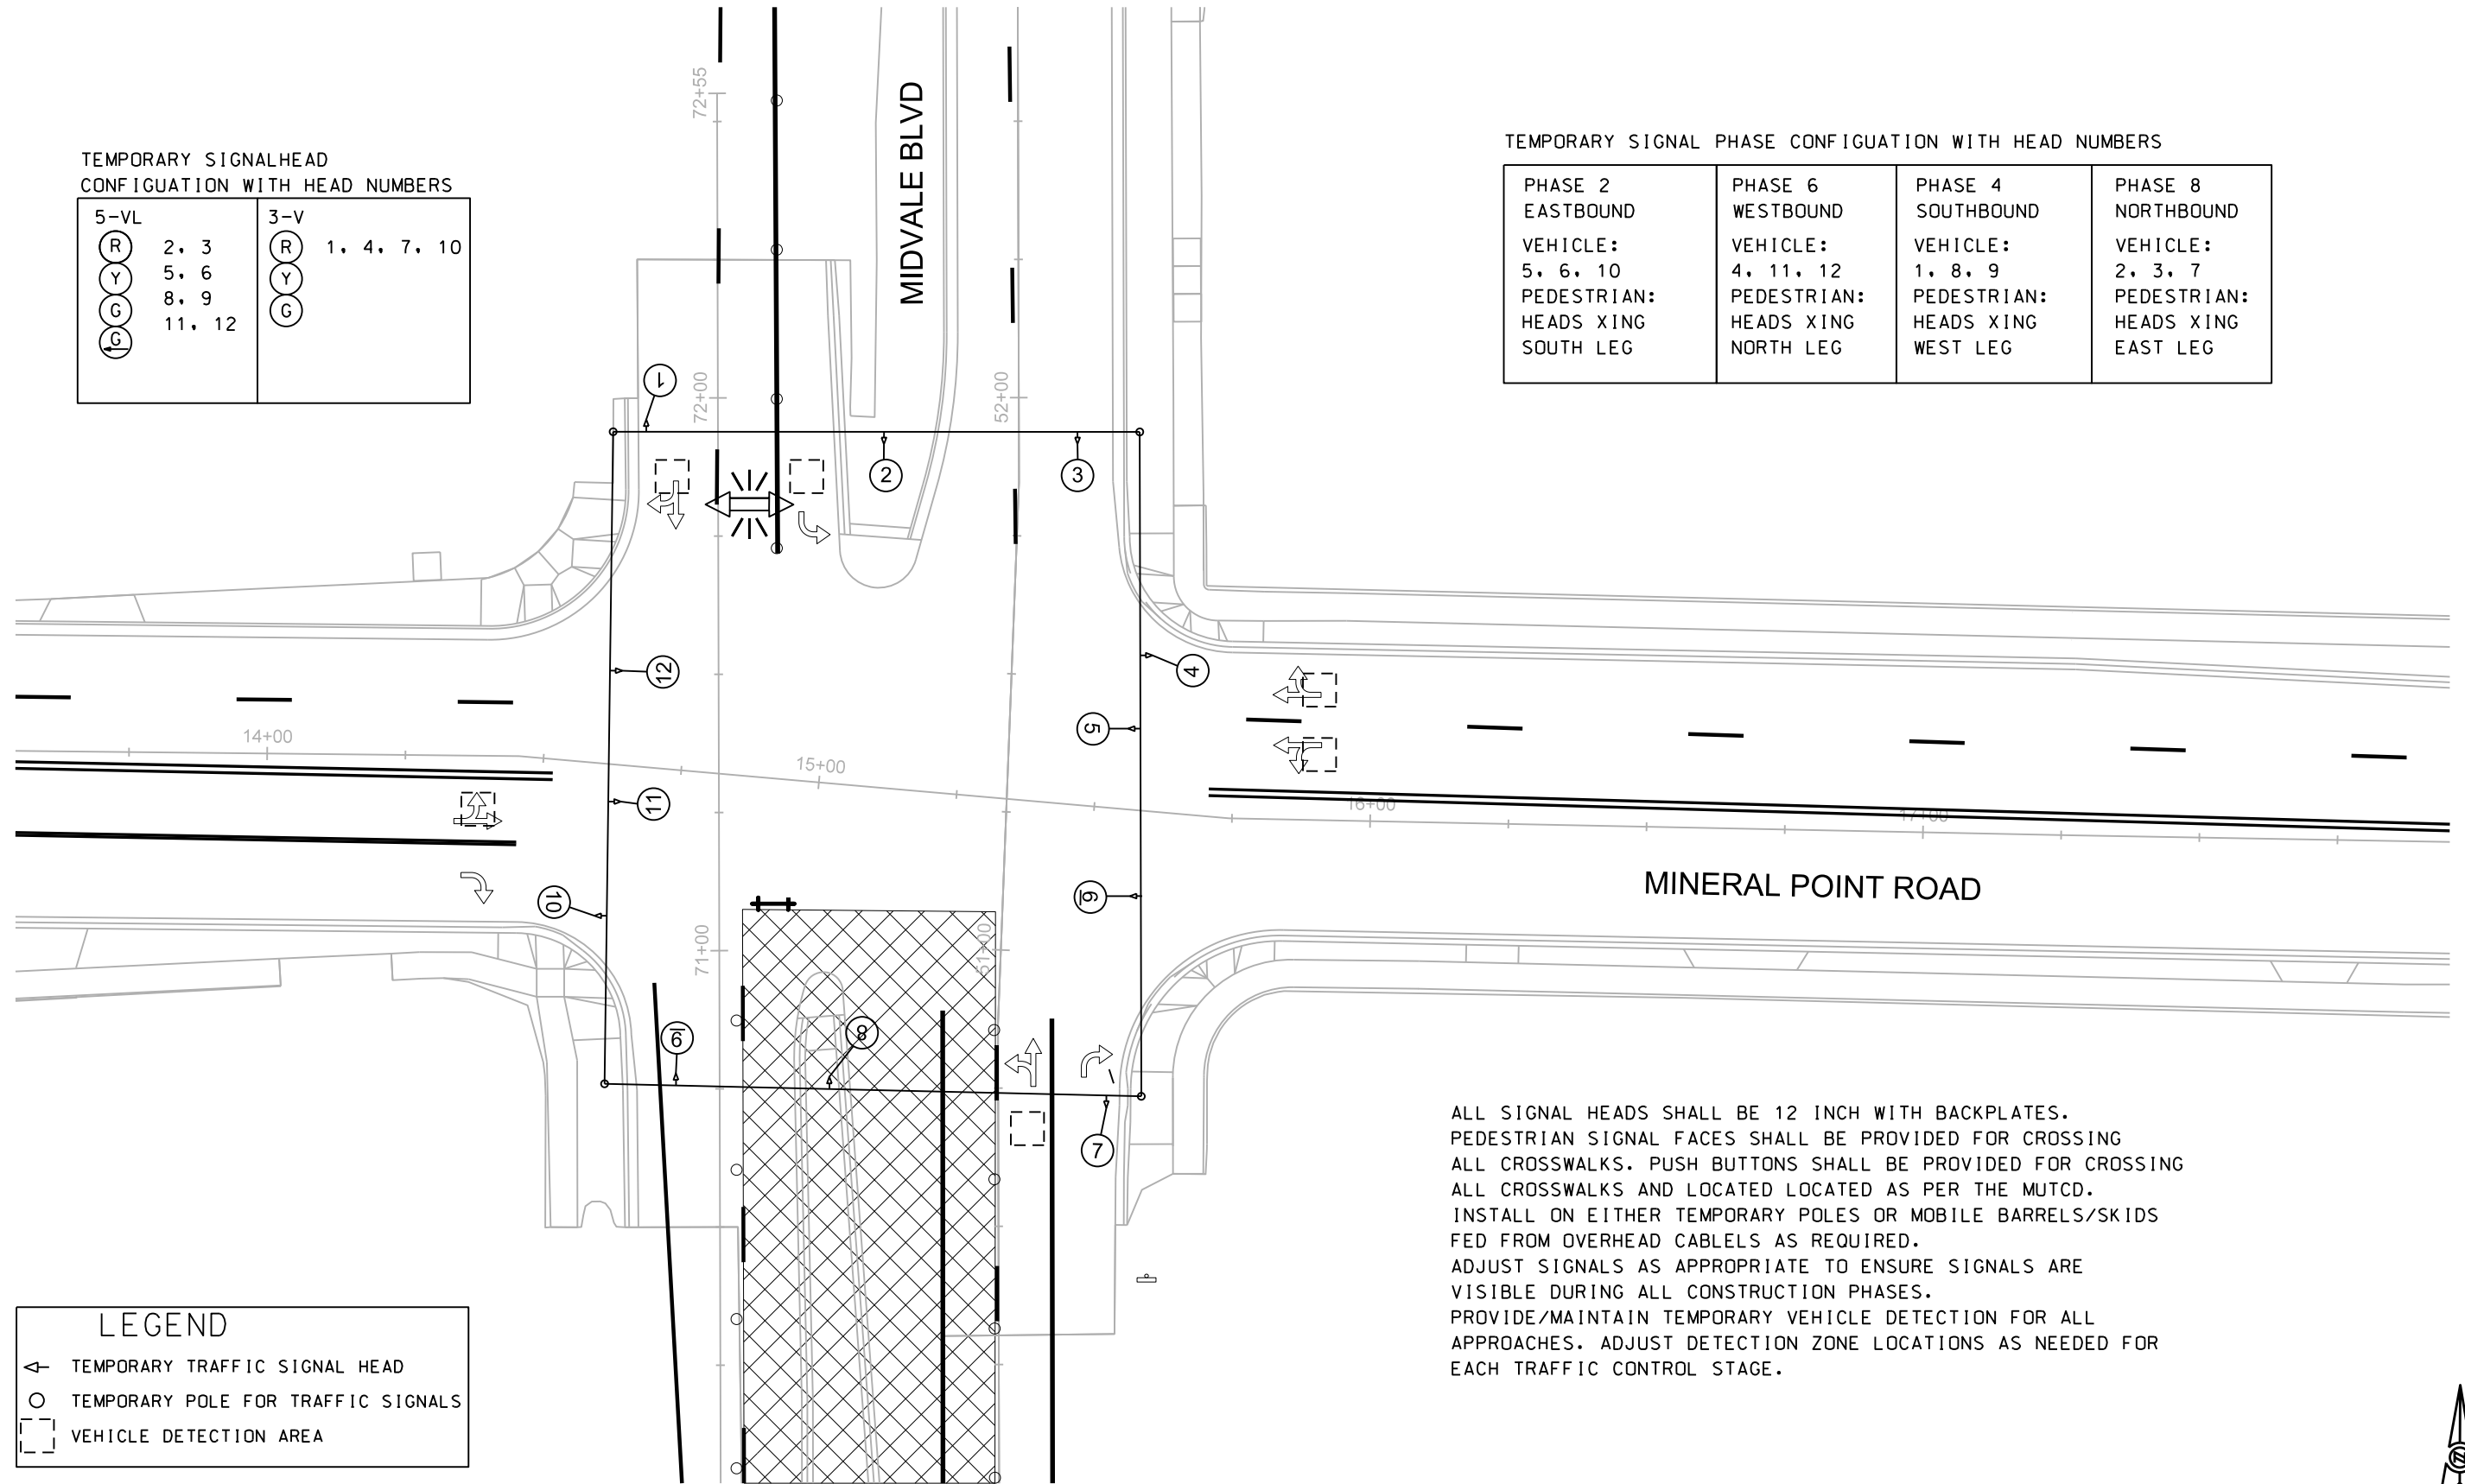 TEMPORARY SIGNALHEAD
CONFIGUATION WITH HEAD NUMBERS
5-VL
R 2, 3
Y 5, 6
G 8, 9
G 11, 12
3-V
R 1, 4, 7, 10
Y
G
TEMPORARY SIGNAL PHASE CONFIGUATION WITH HEAD NUMBERS
PHASE 2
EASTBOUND
VEHICLE:
5, 6, 10
PEDESTRIAN:
HEADS XING
SOUTH LEG
PHASE 6
WESTBOUND
VEHICLE:
4, 11, 12
PEDESTRIAN:
HEADS XING
NORTH LEG
PHASE 4
SOUTHBOUND
VEHICLE:
1, 8, 9
PEDESTRIAN:
HEADS XING
WEST LEG
PHASE 8
NORTHBOUND
VEHICLE:
2, 3, 7
PEDESTRIAN:
HEADS XING
EAST LEG
72+55
MIDVALE BLVD
72+00
52+00
1
2
3
12
4
5
14+00
15+00
11
16+00
17+00
10
6
MINERAL POINT ROAD
71+00
51+00
9
8
7
ALL SIGNAL HEADS SHALL BE 12 INCH WITH BACKPLATES.
PEDESTRIAN SIGNAL FACES SHALL BE PROVIDED FOR CROSSING
ALL CROSSWALKS. PUSH BUTTONS SHALL BE PROVIDED FOR CROSSING
ALL CROSSWALKS AND LOCATED LOCATED AS PER THE MUTCD.
INSTALL ON EITHER TEMPORARY POLES OR MOBILE BARRELS/SKIDS
FED FROM OVERHEAD CABLELS AS REQUIRED.
ADJUST SIGNALS AS APPROPRIATE TO ENSURE SIGNALS ARE
VISIBLE DURING ALL CONSTRUCTION PHASES.
PROVIDE/MAINTAIN TEMPORARY VEHICLE DETECTION FOR ALL
APPROACHES. ADJUST DETECTION ZONE LOCATIONS AS NEEDED FOR
EACH TRAFFIC CONTROL STAGE.
LEGEND
TEMPORARY TRAFFIC SIGNAL HEAD
TEMPORARY POLE FOR TRAFFIC SIGNALS
VEHICLE DETECTION AREA
N